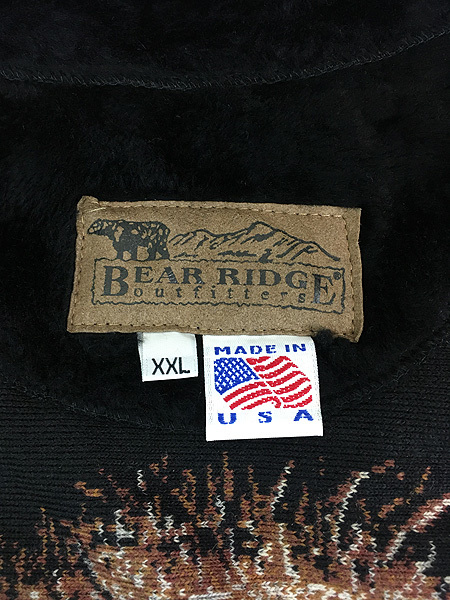 BEAR RIDGE®
outfitters
XXL
MADE IN
USA